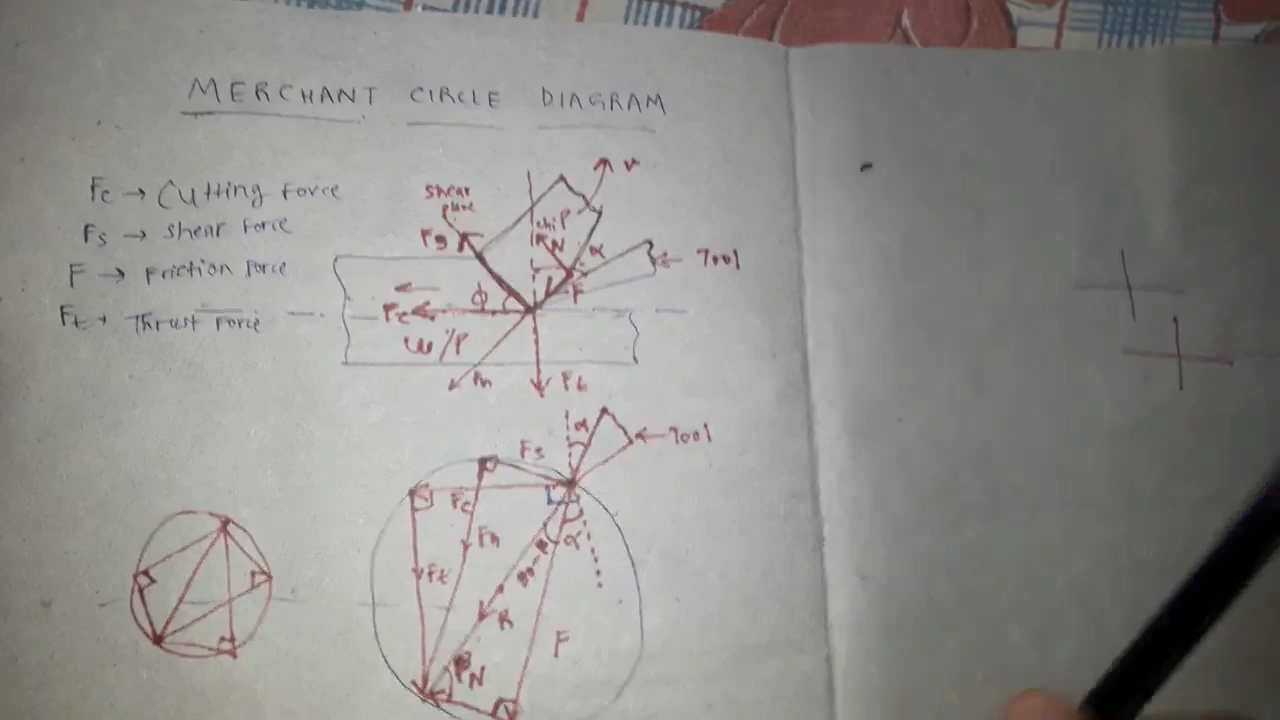 MERCHANT CIRCLE DIAGRAM
Fc → Cutting Force
Fs → Shear Force
F → Friction Force
Ft → Thrust Force
v
Shear
plane
chip
Fs
N
α
Tool
ϕ
F
Fc
W/P
Fn
Ft
α
Tool
Fs
Fc
Fn
α
Ft
R
F
N